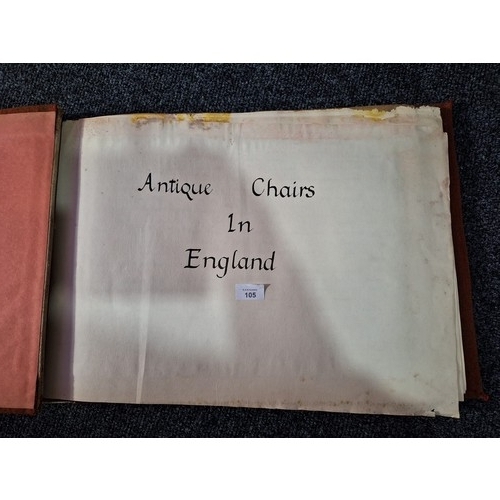 Antique Chairs
In
England
105